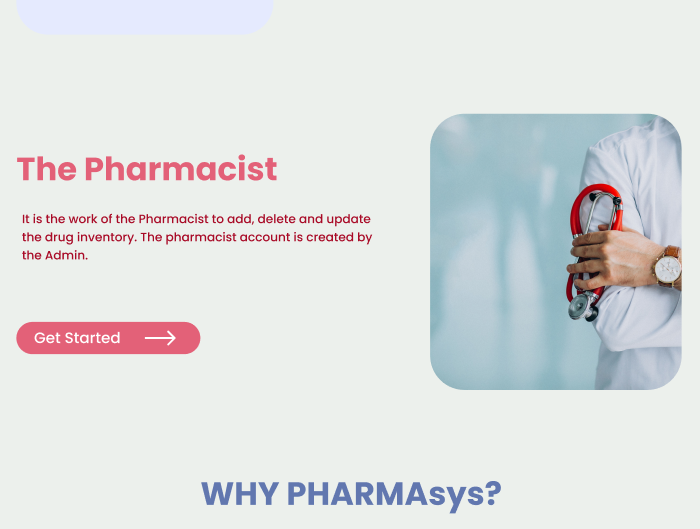 The Pharmacist
It is the work of the Pharmacist to add, delete and update
the drug inventory. The pharmacist account is created by
the Admin.
Get Started
WHY PHARMAsys?